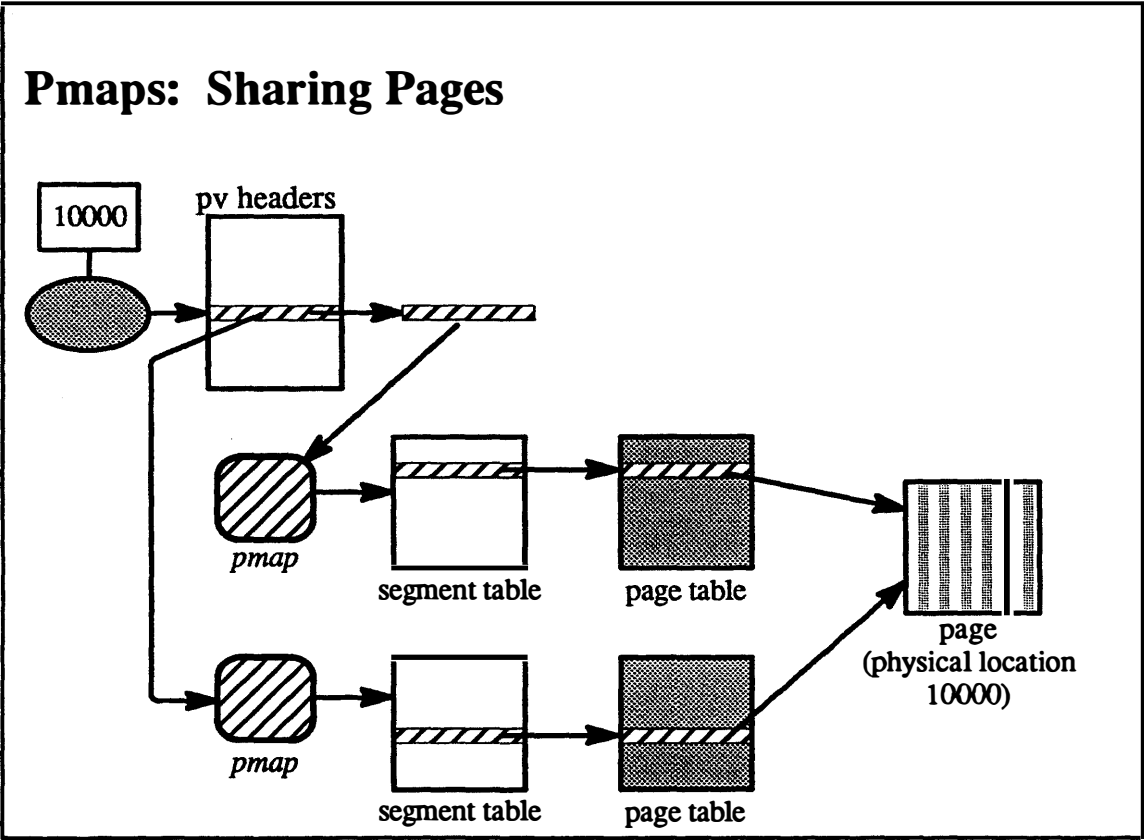 Pmaps: Sharing Pages
10000
pv headers
pmap
segment table
page table
page
(physical location
10000)
pmap
segment table
page table